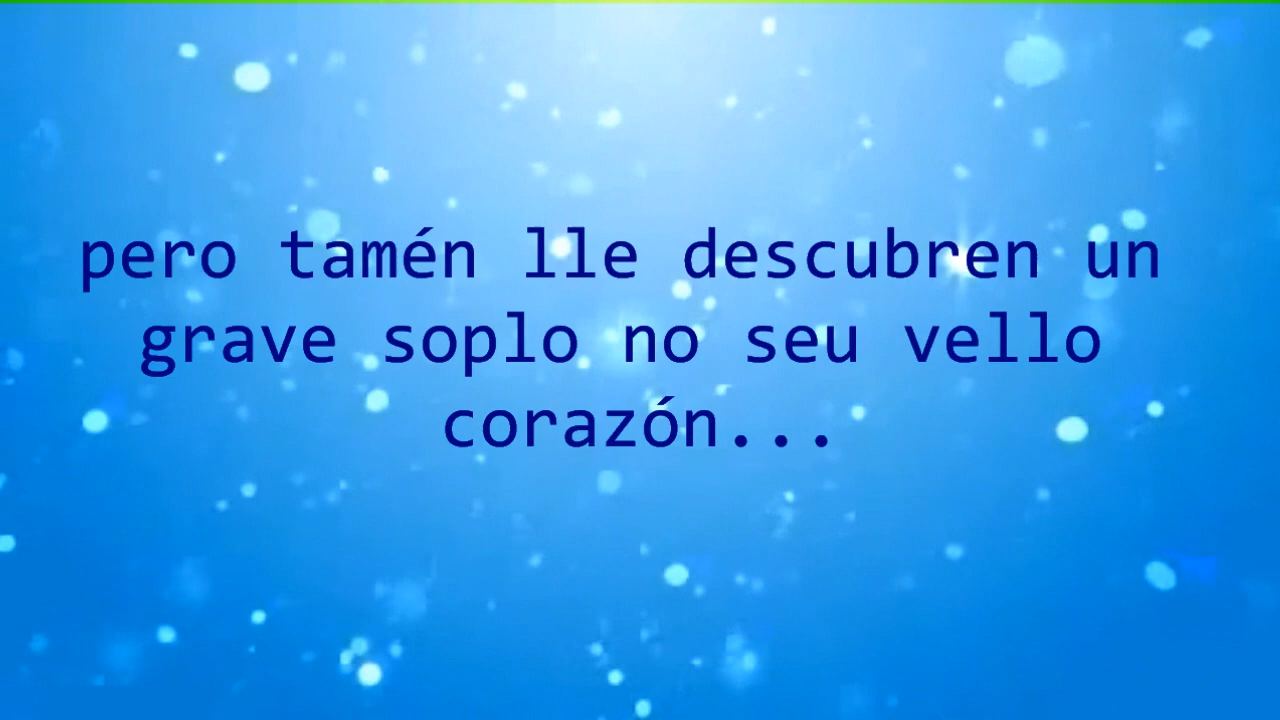 pero tamén lle descubren un
grave soplo no seu vello
corazón...